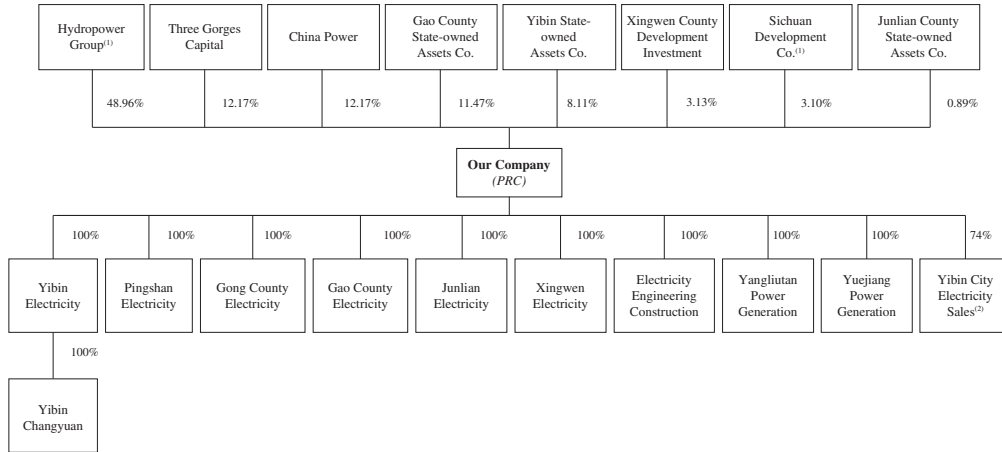 Hydropower
Group(1)
Three Gorges
Capital
China Power
Gao County
State-owned
Assets Co.
Yibin State-
owned
Assets Co.
Xingwen County
Development
Investment
Sichuan
Development
Co.(1)
Junlian County
State-owned
Assets Co.
48.96%
12.17%
12.17%
11.47%
8.11%
3.13%
3.10%
0.89%
Our Company
(PRC)
100%
100%
100%
100%
100%
100%
100%
100%
100%
74%
Yibin
Electricity
Pingshan
Electricity
Gong County
Electricity
Gao County
Electricity
Junlian
Electricity
Xingwen
Electricity
Electricity
Engineering
Construction
Yangliutan
Power
Generation
Yuejiang
Power
Generation
Yibin City
Electricity
Sales(2)
100%
Yibin
Changyuan